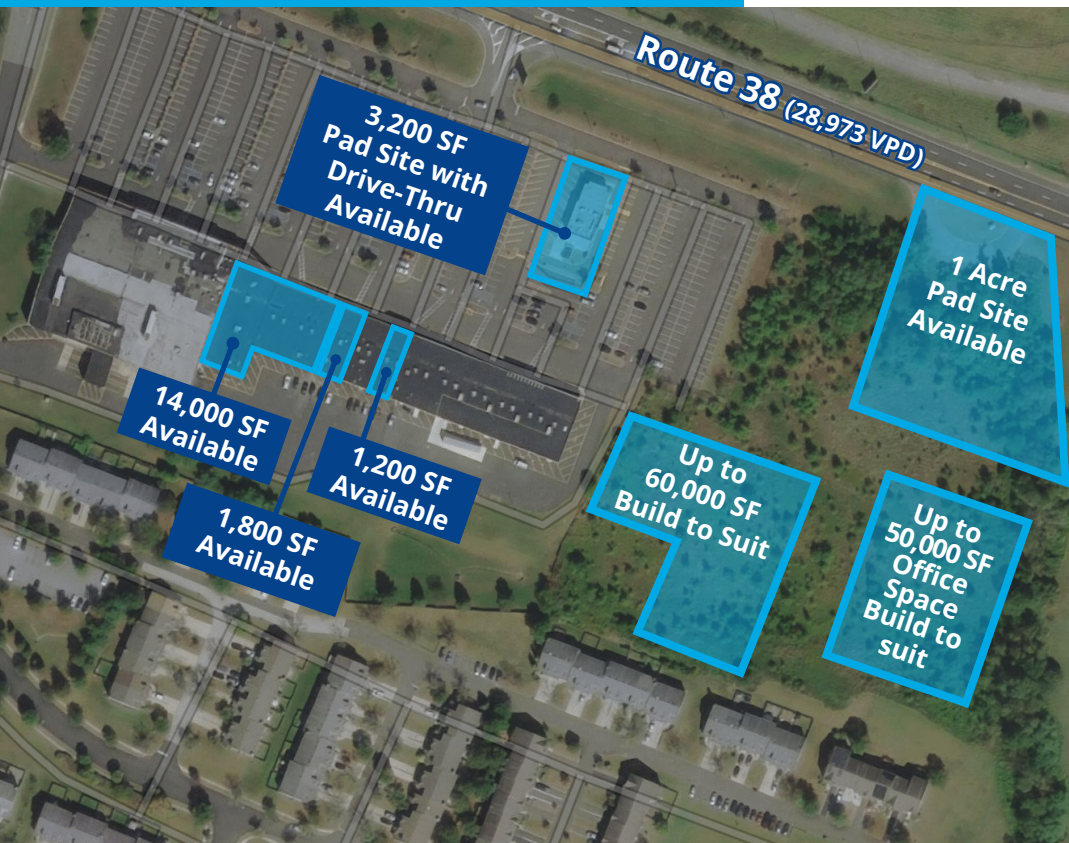 Route 38 (28,973 VPD)
3,200 SF
Pad Site with
Drive-Thru
Available
1 Acre
Pad Site
Available
14,000 SF
Available
1,200 SF
Available
1,800 SF
Available
Up to
60,000 SF
Build to Suit
Up to
50,000 SF
Office
Space
Build to
suit